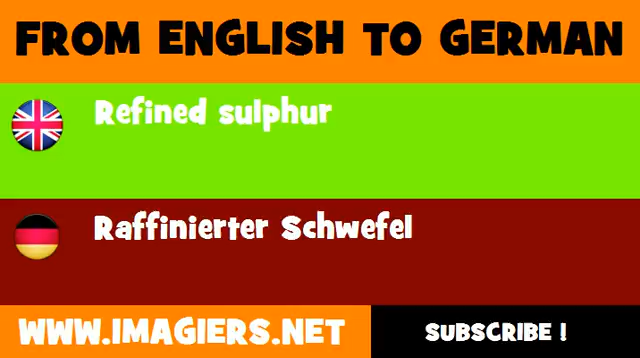 FROM ENGLISH TO GERMAN
Refined sulphur
Raffinierter Schwefel
WWW.IMAGIERS.NET
SUBSCRIBE !